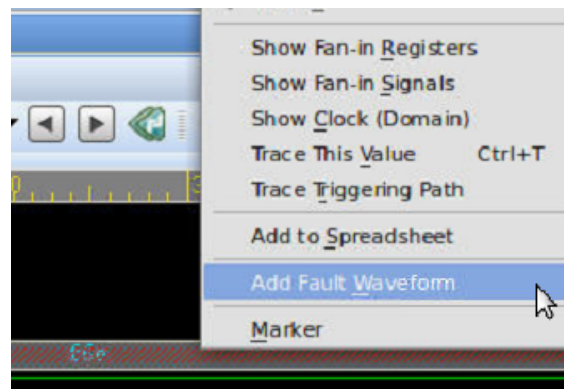 Show Fan-in Registers
Show Fan-in Signals
Show Clock (Domain)
Trace This Value Ctrl+T
Trace Triggering Path
Add to Spreadsheet
Add Fault Waveform
Marker